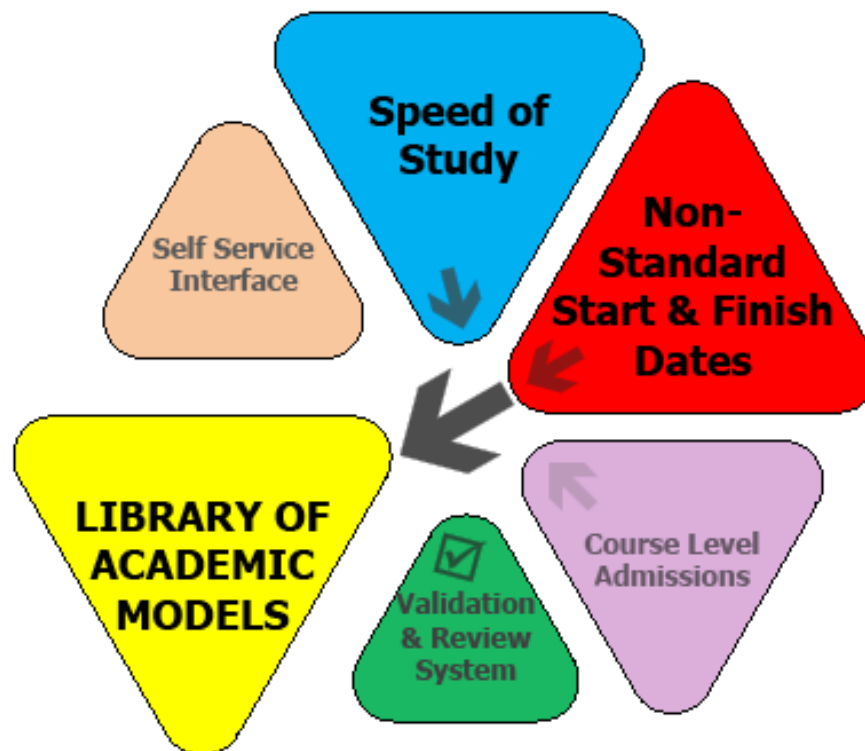 Speed of
Study
Self Service
Interface
Non-
Standard
Start & Finish
Dates
LIBRARY OF
ACADEMIC
MODELS
Validation
& Review
System
Course Level
Admissions